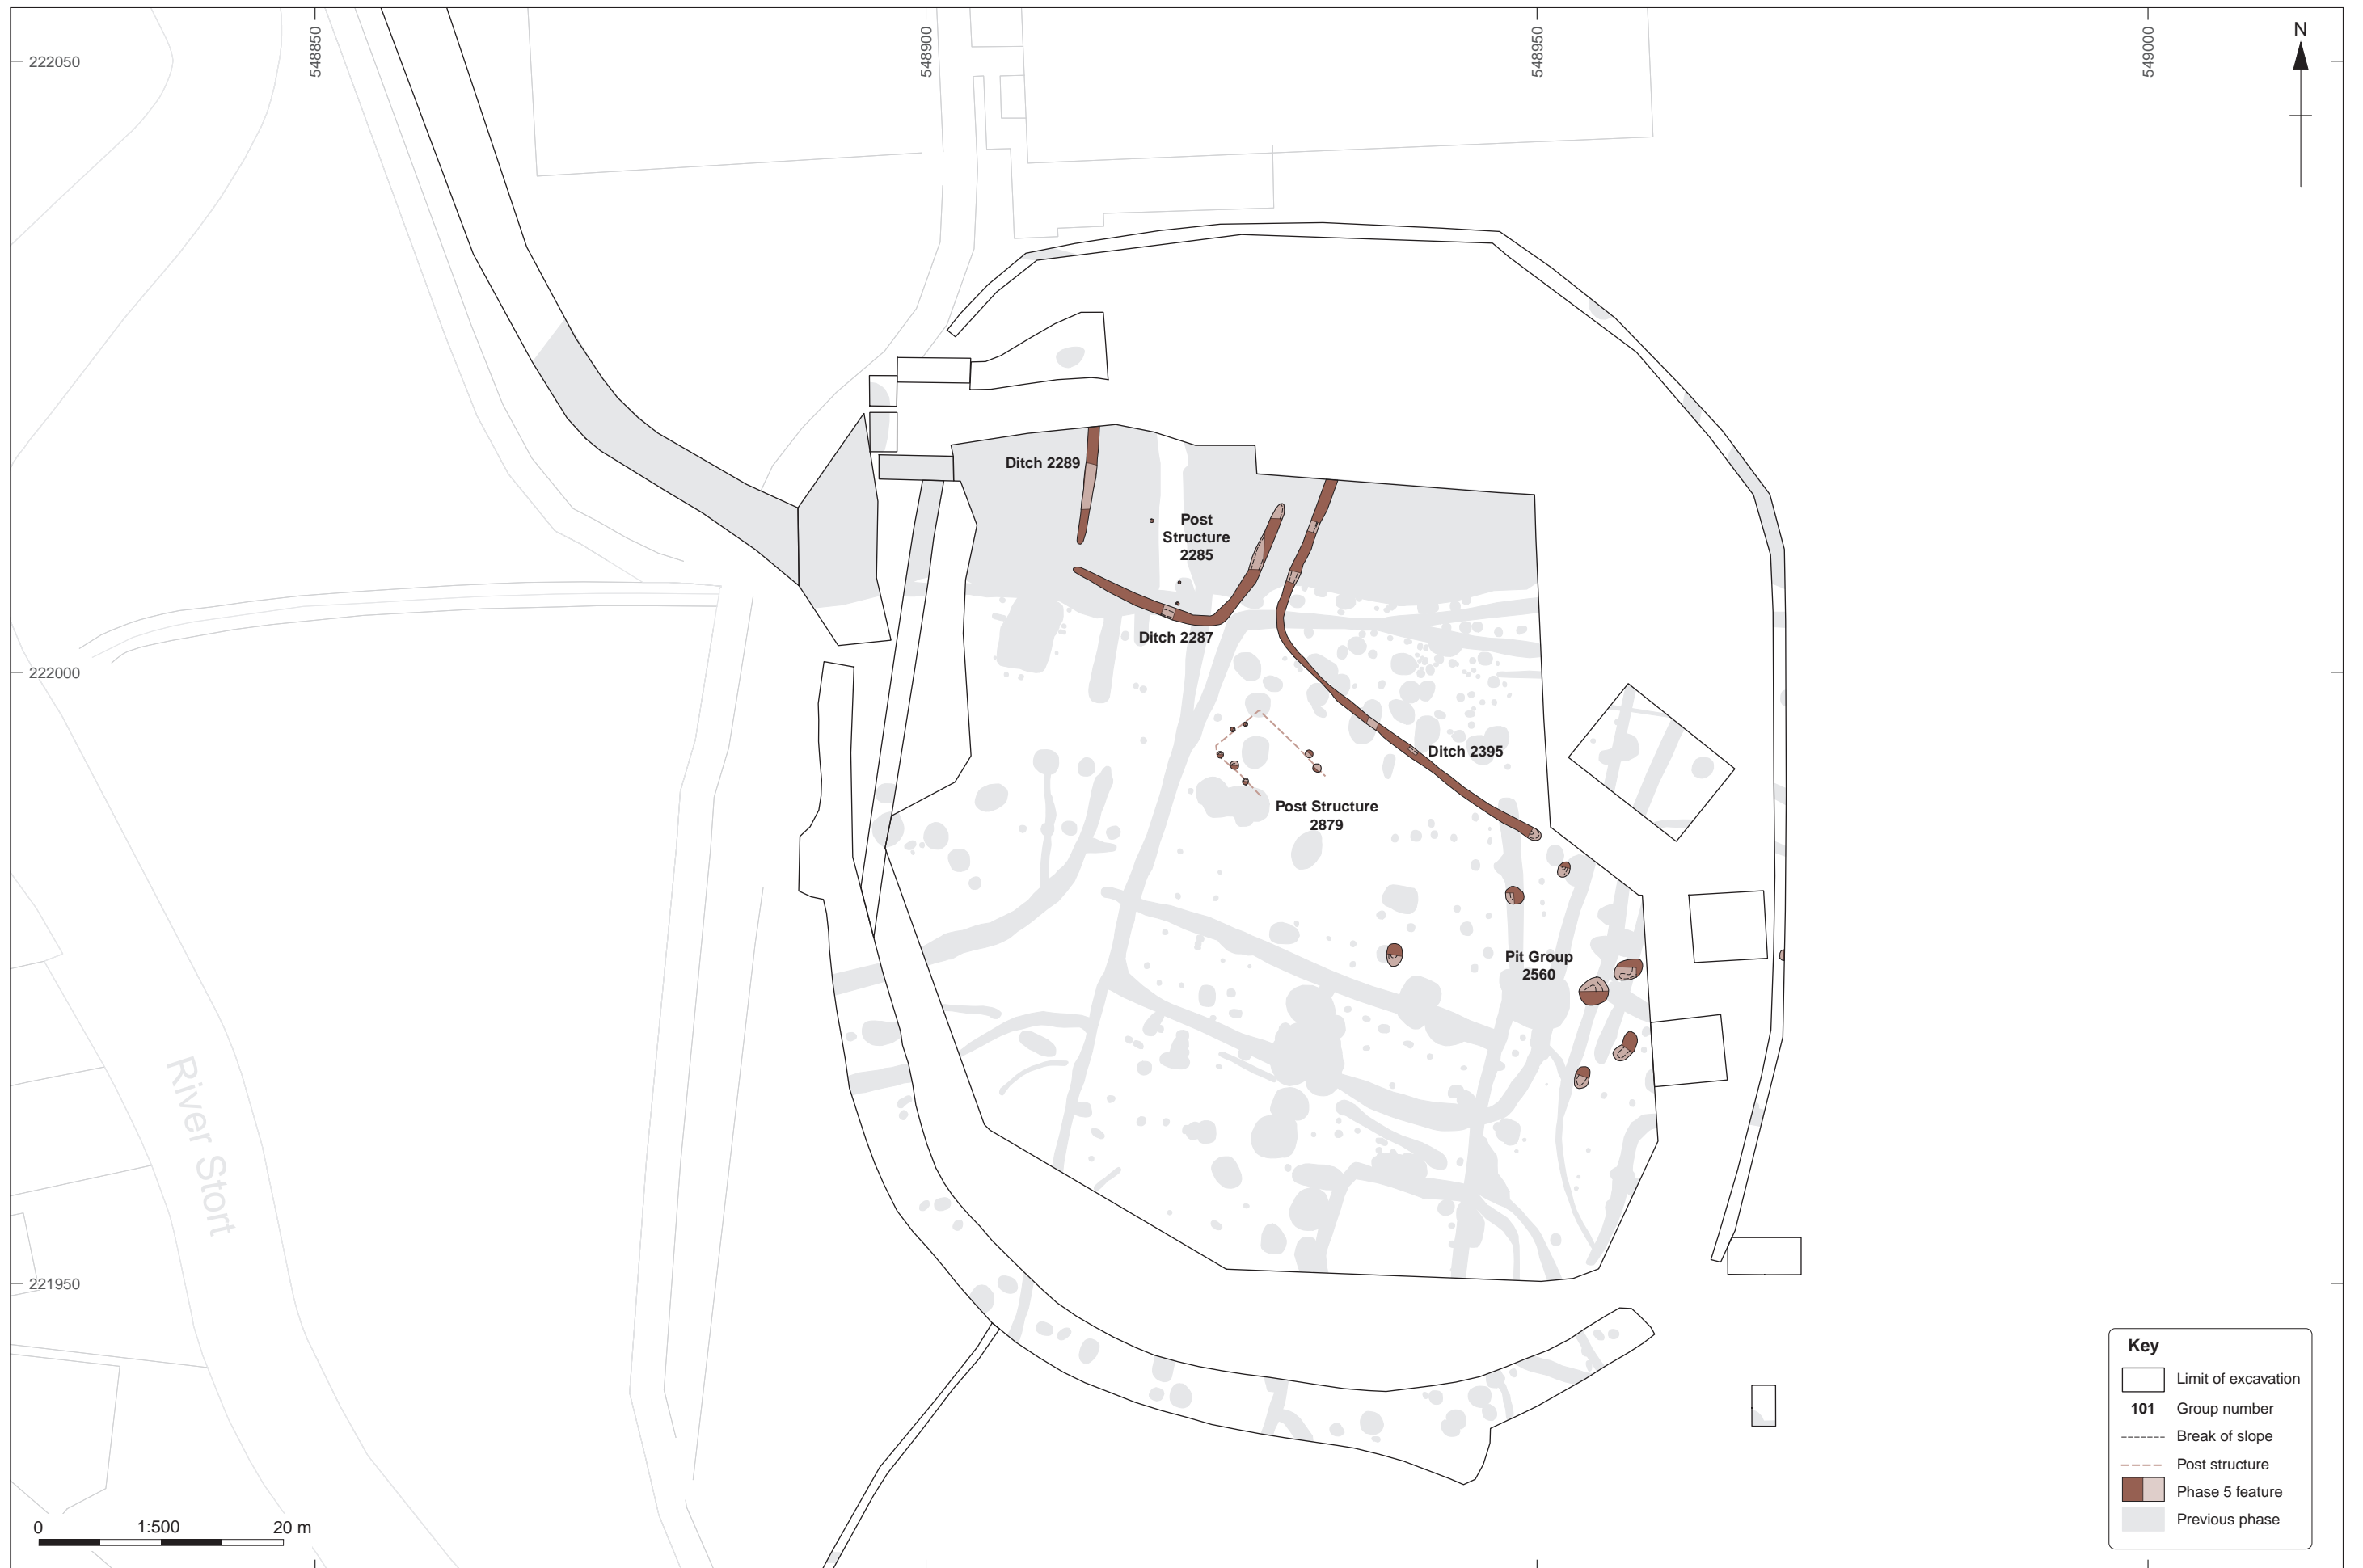 N
548850
548900
548950
549000
222050
222000
221950
Ditch 2289
Post
Structure
2285
Ditch 2287
Ditch 2395
Post Structure
2879
Pit Group
2560
River Stort
0
1:500
20 m
Key
Limit of excavation
101 Group number
Break of slope
Post structure
Phase 5 feature
Previous phase